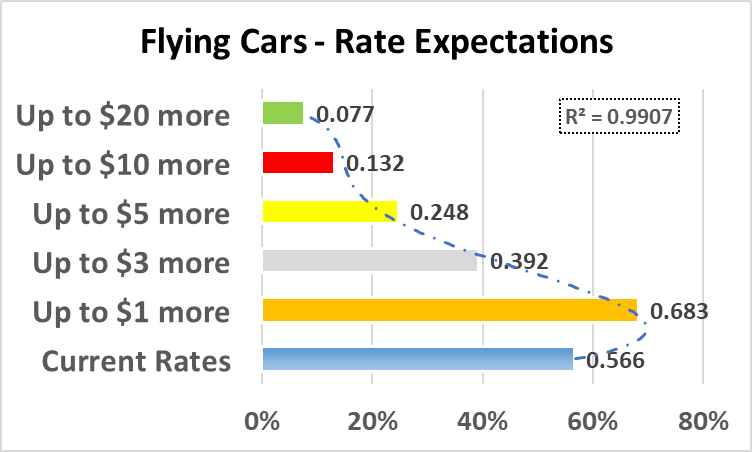 Flying Cars - Rate Expectations
R² = 0.9907
Up to $20 more 0.077
Up to $10 more 0.132
Up to $5 more 0.248
Up to $3 more 0.392
Up to $1 more 0.683
Current Rates 0.566
0% 20% 40% 60% 80%